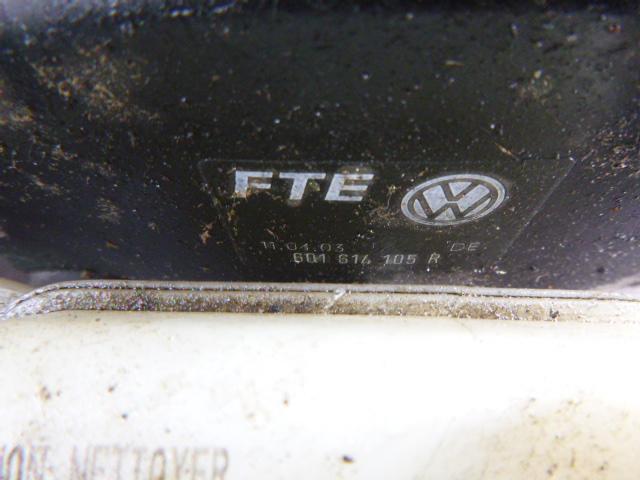 FTE
11.04.03 DE
6Q1 614 105 R
NETTOYER